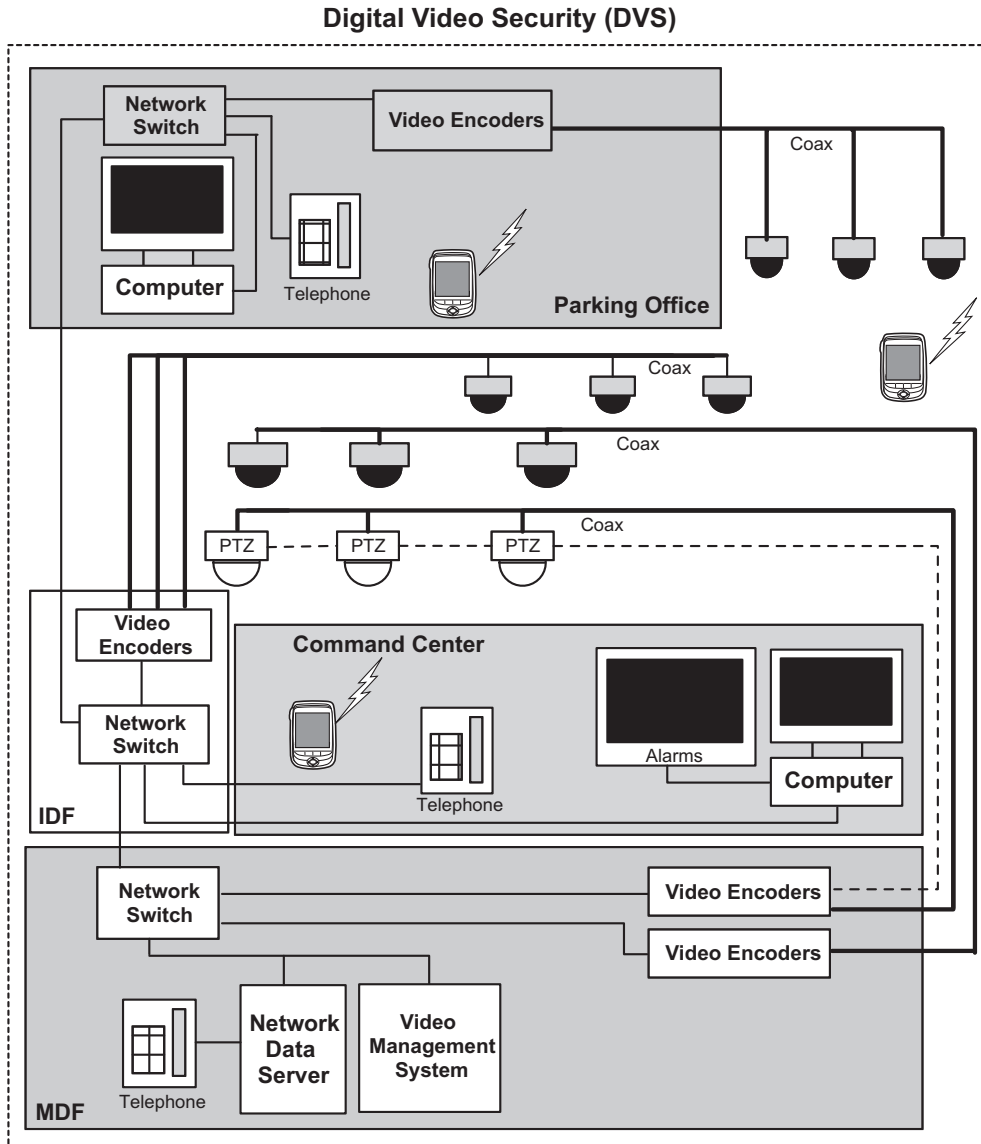 Digital Video Security (DVS)
Network
Switch
Video Encoders
Coax
Computer
Telephone
Parking Office
Coax
Coax
Coax
PTZ
PTZ
PTZ
Video
Encoders
Command Center
Network
Switch
Alarms
Computer
Telephone
IDF
Network
Switch
Video Encoders
Video Encoders
Network
Data
Server
Video
Management
System
Telephone
MDF